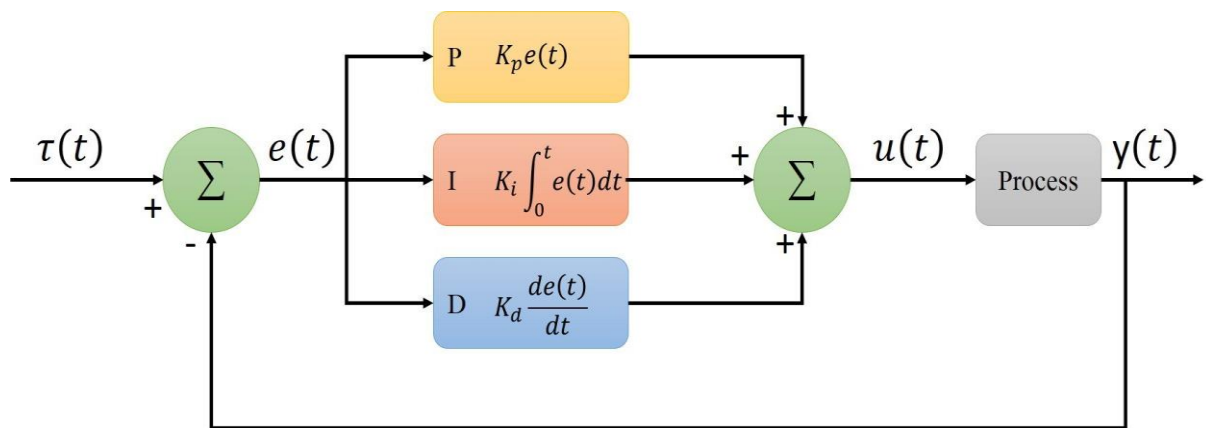 P K_p e(t)
τ(t)
+
-
Σ
e(t)
I K_i ∫_0^t e(t)dt
D K_d de(t)/dt
+
+
+
Σ
u(t)
Process
y(t)